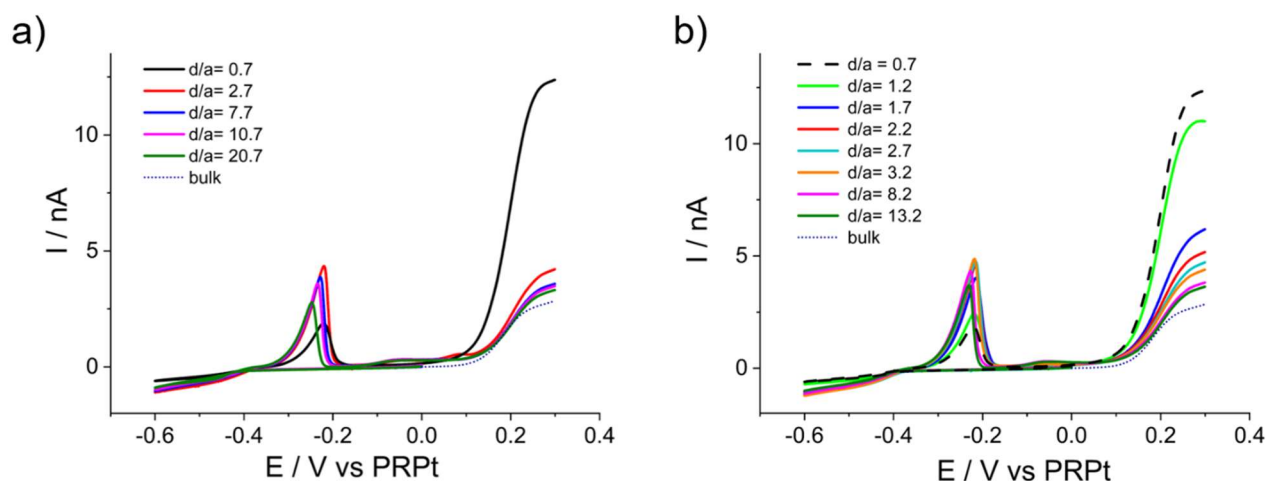 a)
d/a= 0.7
d/a= 2.7
d/a= 7.7
d/a= 10.7
d/a= 20.7
bulk
I / nA
10
5
0
-0.6 -0.4 -0.2 0.0 0.2 0.4
E / V vs PRPt
b)
d/a = 0.7
d/a= 1.2
d/a= 1.7
d/a= 2.2
d/a= 2.7
d/a= 3.2
d/a= 8.2
d/a= 13.2
bulk
I / nA
10
5
0
-0.6 -0.4 -0.2 0.0 0.2 0.4
E / V vs PRPt